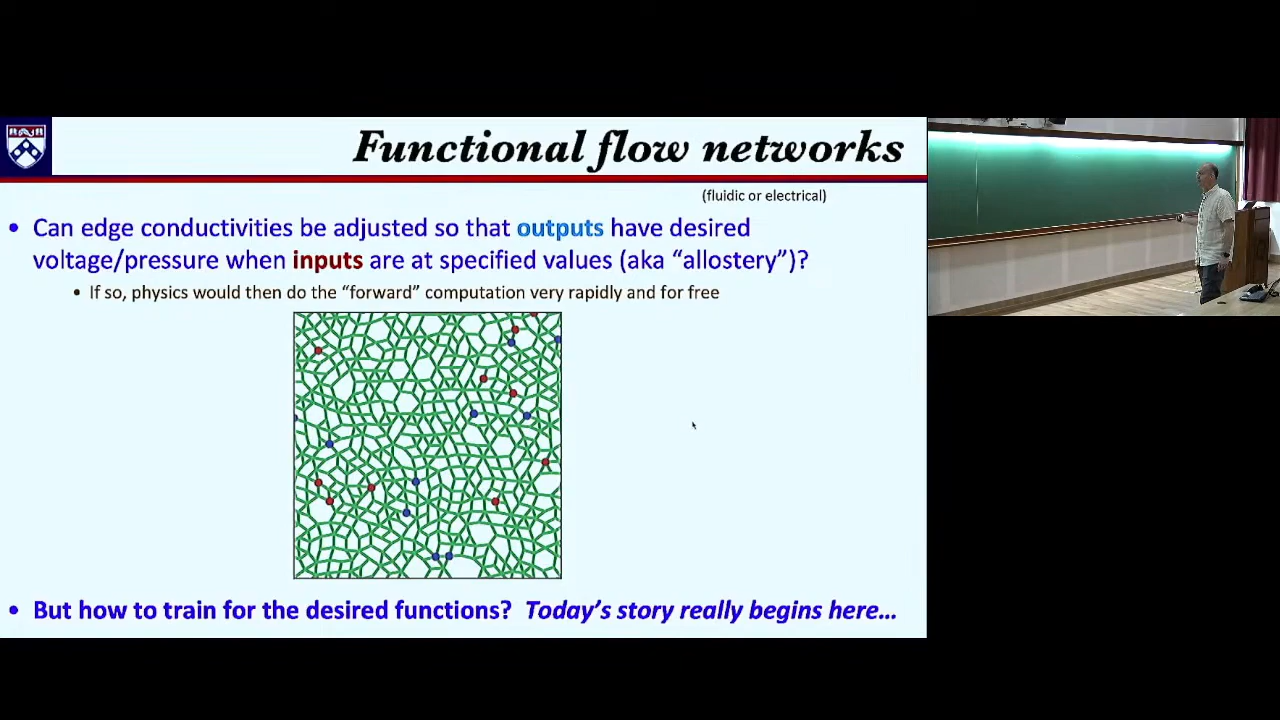 Functional flow networks
(fluidic or electrical)
• Can edge conductivities be adjusted so that outputs have desired
voltage/pressure when inputs are at specified values (aka “allostery”)?
• If so, physics would then do the “forward” computation very rapidly and for free
• But how to train for the desired functions? Today’s story really begins here…